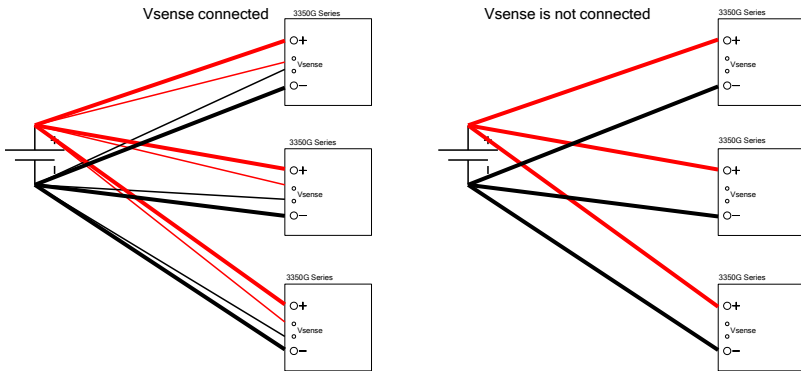 Vsense connected
Vsense is not connected
3350G Series
+
Vsense
−
3350G Series
+
Vsense
−
3350G Series
+
Vsense
−
3350G Series
+
Vsense
−
3350G Series
+
Vsense
−
3350G Series
+
Vsense
−